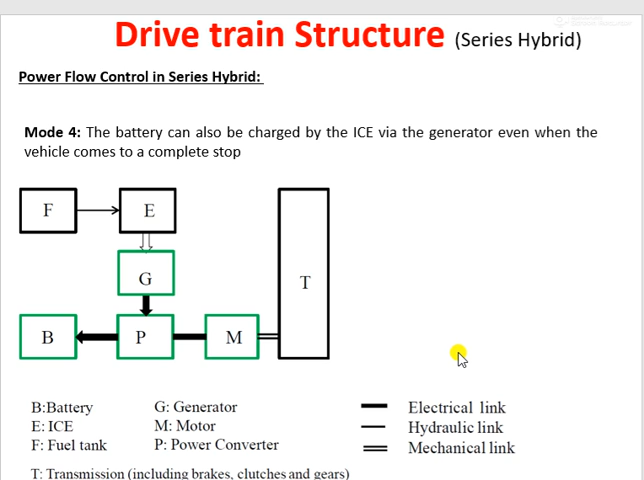 Drive train Structure (Series Hybrid)
Power Flow Control in Series Hybrid:
Mode 4: The battery can also be charged by the ICE via the generator even when the
vehicle comes to a complete stop
F E
G T
B P M
B:Battery G: Generator Electrical link
E: ICE M: Motor Hydraulic link
F: Fuel tank P: Power Converter Mechanical link
T: Transmission (including brakes, clutches and gears)